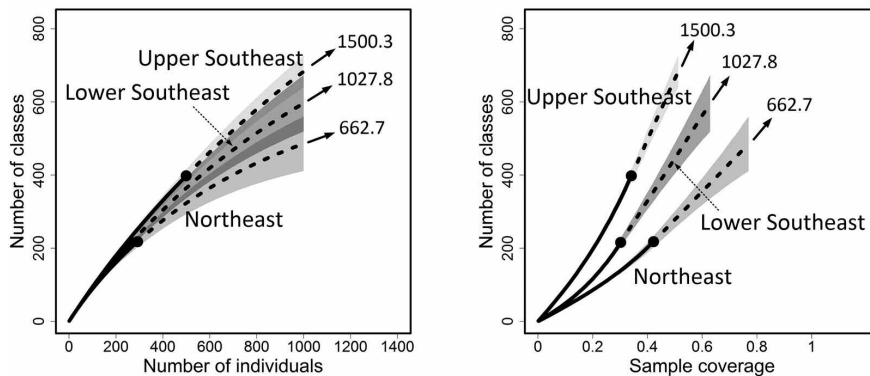 800
600
400
200
0
Number of classes
Upper Southeast
Lower Southeast
Northeast
1500.3
1027.8
662.7
0 200 400 600 800 1000 1200 1400
Number of individuals
800
600
400
200
0
Number of classes
1500.3
Upper Southeast
1027.8
662.7
Lower Southeast
Northeast
0 0.2 0.4 0.6 0.8 1
Sample coverage